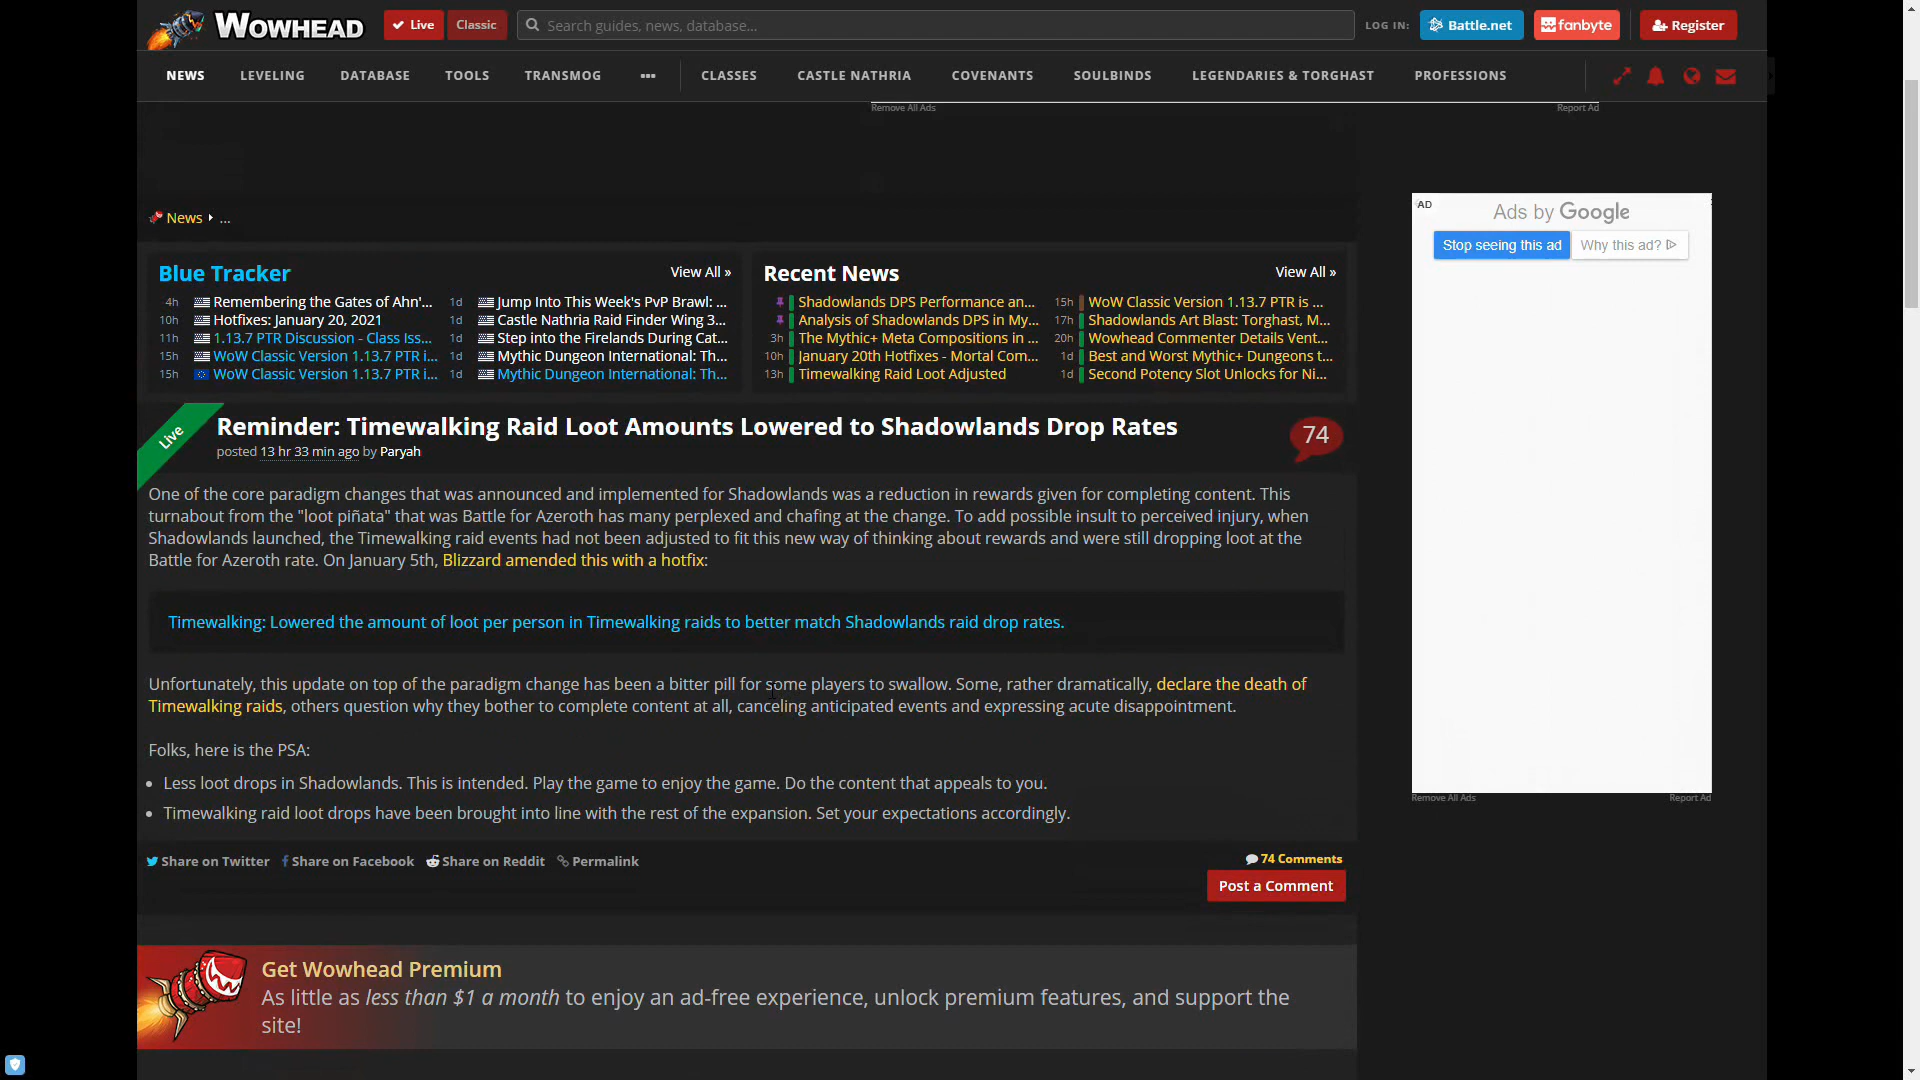 WOWHEAD
Live
Classic
Search guides, news, database...
LOG IN:
Battle.net
fanbyte
Register
NEWS
LEVELING
DATABASE
TOOLS
TRANSMOG
•••
CLASSES
CASTLE NATHRIA
COVENANTS
SOULBINDS
LEGENDARIES & TORGHAST
PROFESSIONS
Remove All Ads
Report Ad
News ...
Blue Tracker
View All »
4h Remembering the Gates of Ahn'...
10h Hotfixes: January 20, 2021
11h 1.13.7 PTR Discussion - Class Iss...
15h WoW Classic Version 1.13.7 PTR i...
15h WoW Classic Version 1.13.7 PTR i...
1d Jump Into This Week's PvP Brawl: ...
1d Castle Nathria Raid Finder Wing 3...
1d Step into the Firelands During Cat...
1d Mythic Dungeon International: Th...
1d Mythic Dungeon International: Th...
Recent News
View All »
Shadowlands DPS Performance an...
Analysis of Shadowlands DPS in My...
3h The Mythic+ Meta Compositions in ...
10h January 20th Hotfixes - Mortal Com...
13h Timewalking Raid Loot Adjusted
15h WoW Classic Version 1.13.7 PTR is ...
17h Shadowlands Art Blast: Torghast, M...
20h Wowhead Commenter Details Vent...
1d Best and Worst Mythic+ Dungeons t...
1d Second Potency Slot Unlocks for Ni...
Live
Reminder: Timewalking Raid Loot Amounts Lowered to Shadowlands Drop Rates
posted 13 hr 33 min ago by Paryah
74
One of the core paradigm changes that was announced and implemented for Shadowlands was a reduction in rewards given for completing content. This
turnabout from the "loot piñata" that was Battle for Azeroth has many perplexed and chafing at the change. To add possible insult to perceived injury, when
Shadowlands launched, the Timewalking raid events had not been adjusted to fit this new way of thinking about rewards and were still dropping loot at the
Battle for Azeroth rate. On January 5th, Blizzard amended this with a hotfix:
Timewalking: Lowered the amount of loot per person in Timewalking raids to better match Shadowlands raid drop rates.
Unfortunately, this update on top of the paradigm change has been a bitter pill for some players to swallow. Some, rather dramatically, declare the death of
Timewalking raids, others question why they bother to complete content at all, canceling anticipated events and expressing acute disappointment.
Folks, here is the PSA:
• Less loot drops in Shadowlands. This is intended. Play the game to enjoy the game. Do the content that appeals to you.
• Timewalking raid loot drops have been brought into line with the rest of the expansion. Set your expectations accordingly.
Share on Twitter
Share on Facebook
Share on Reddit
Permalink
74 Comments
Post a Comment
Get Wowhead Premium
As little as less than $1 a month to enjoy an ad-free experience, unlock premium features, and support the
site!
AD
Ads by Google
Stop seeing this ad
Why this ad?
Remove All Ads
Report Ad